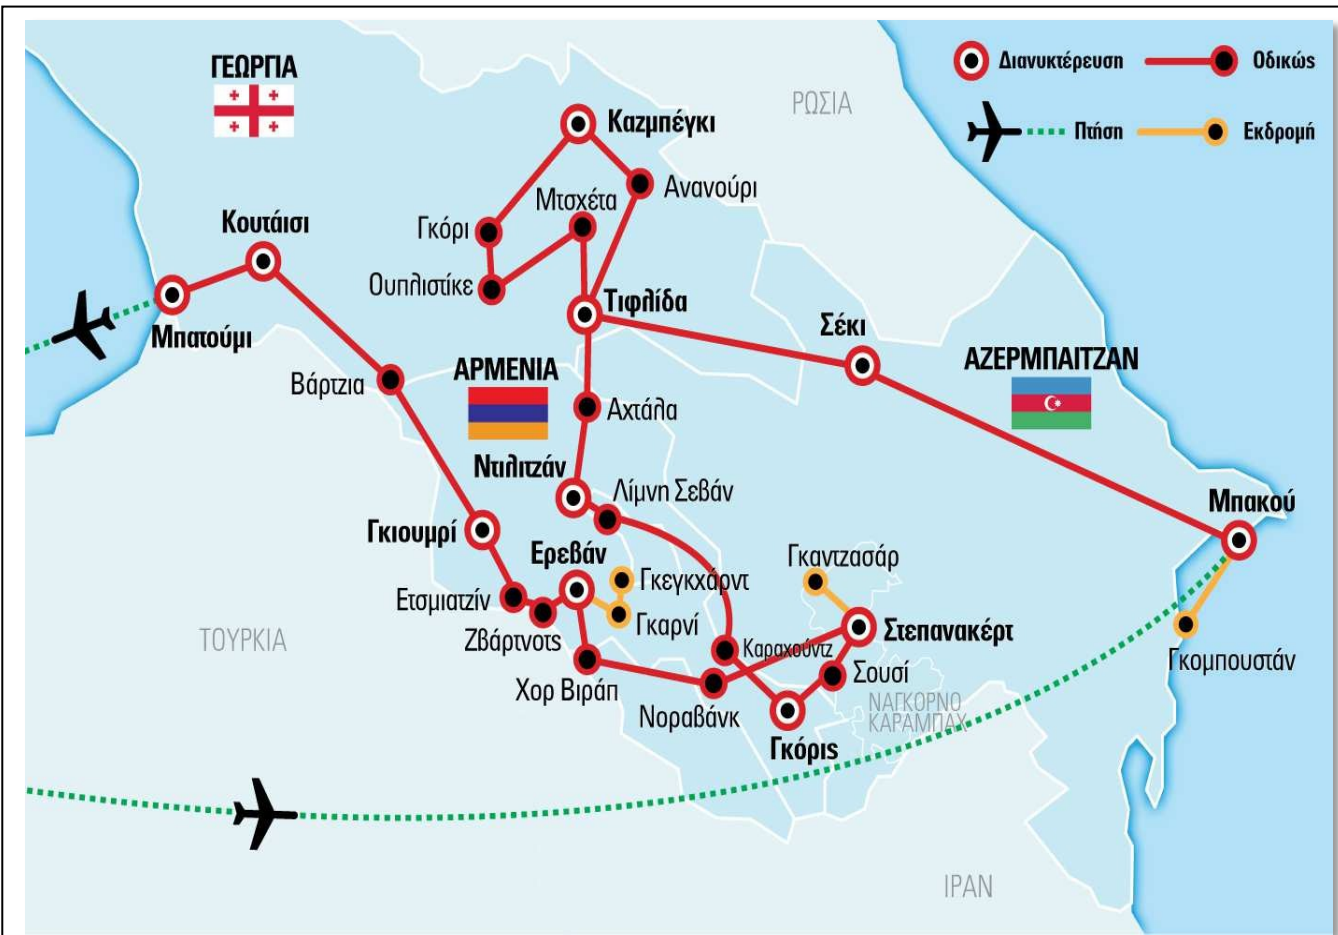 ΓΕΩΡΓΙΑ
Διανυκτέρευση
Οδικώς
ΡΩΣΙΑ
Πτήση
Εκδρομή
Καζμπέγκι
Ανανούρι
Μτσχέτα
Κουτάισι
Γκόρι
Ουπλιστίκε
Τιφλίδα
Μπατούμι
Σέκι
ΑΖΕΡΜΠΑΙΤΖΑΝ
ΑΡΜΕΝΙΑ
Βάρτζια
Αχτάλα
Ντιλιτζάν
Λίμνη Σεβάν
Μπακού
Γκιουμρί
Ερεβάν
Γκαντζασάρ
Γκεγκχάρντ
Ετσμιατζίν
Γκαρνί
Ζβάρτνοτς
ΤΟΥΡΚΙΑ
Στεπανακέρτ
Καραχούντζ
Γκομπουστάν
Χορ Βιράπ
Σουσί
Νοραβάνκ
ΝΑΓΚΟΡΝΟ
ΚΑΡΑΜΠΑΧ
Γκόρις
ΙΡΑΝ